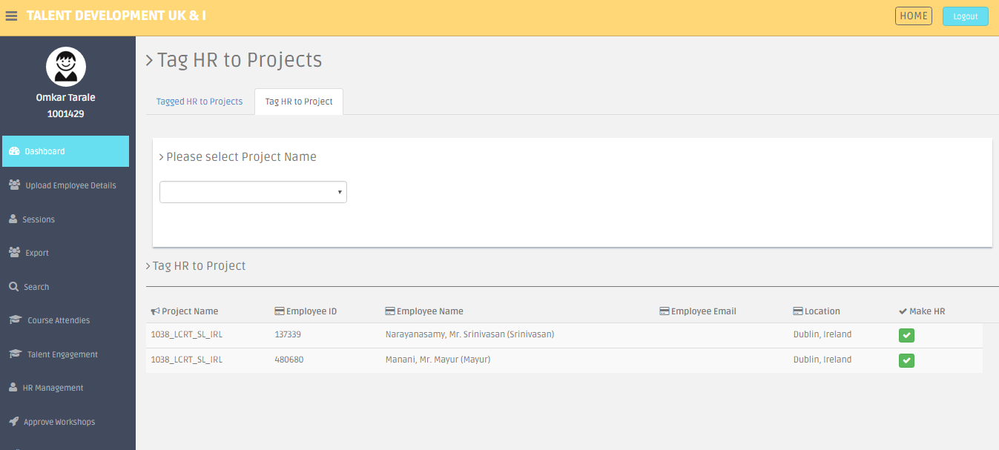 TALENT DEVELOPMENT UK & I
HOME
Logout
Omkar Tarale
1001429
Dashboard
Upload Employee Details
Sessions
Export
Search
Course Attendies
Talent Engagement
HR Management
Approve Workshops
Tag HR to Projects
Tagged HR to Projects
Tag HR to Project
Please select Project Name
Tag HR to Project
Project Name Employee ID Employee Name Employee Email Location Make HR
1038_LCRT_SL_IRL 137339 Narayanasamy, Mr. Srinivasan (Srinivasan) Dublin, Ireland
1038_LCRT_SL_IRL 480680 Manani, Mr. Mayur (Mayur) Dublin, Ireland